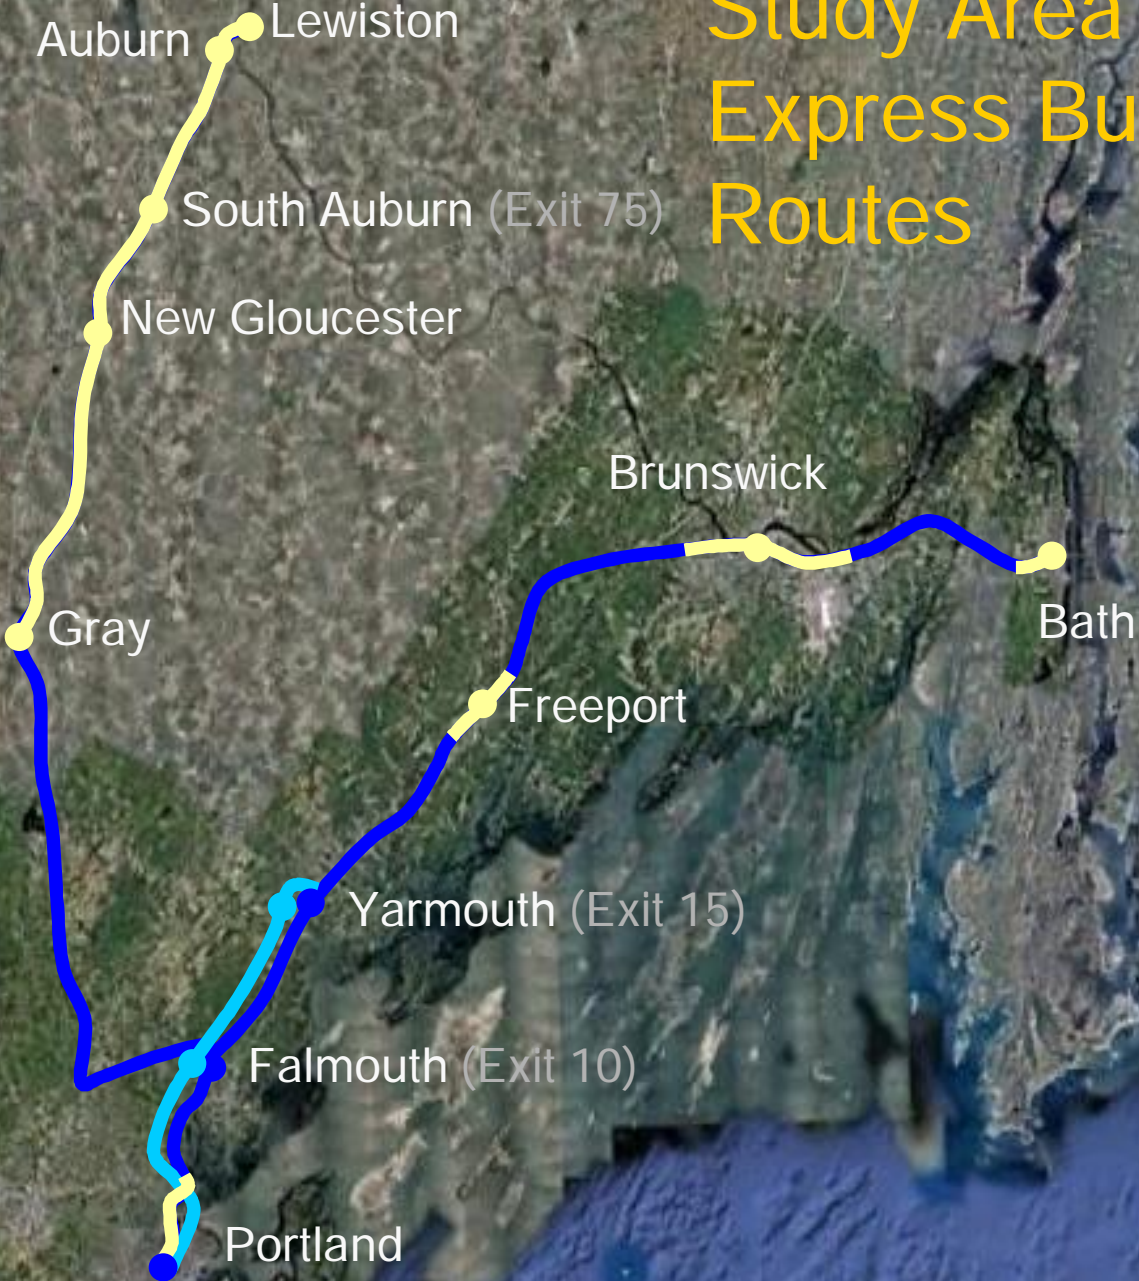 Study Area
Express Bu
Routes
Lewiston
Auburn
South Auburn (Exit 75)
New Gloucester
Brunswick
Bath
Gray
Freeport
Yarmouth (Exit 15)
Falmouth (Exit 10)
Portland